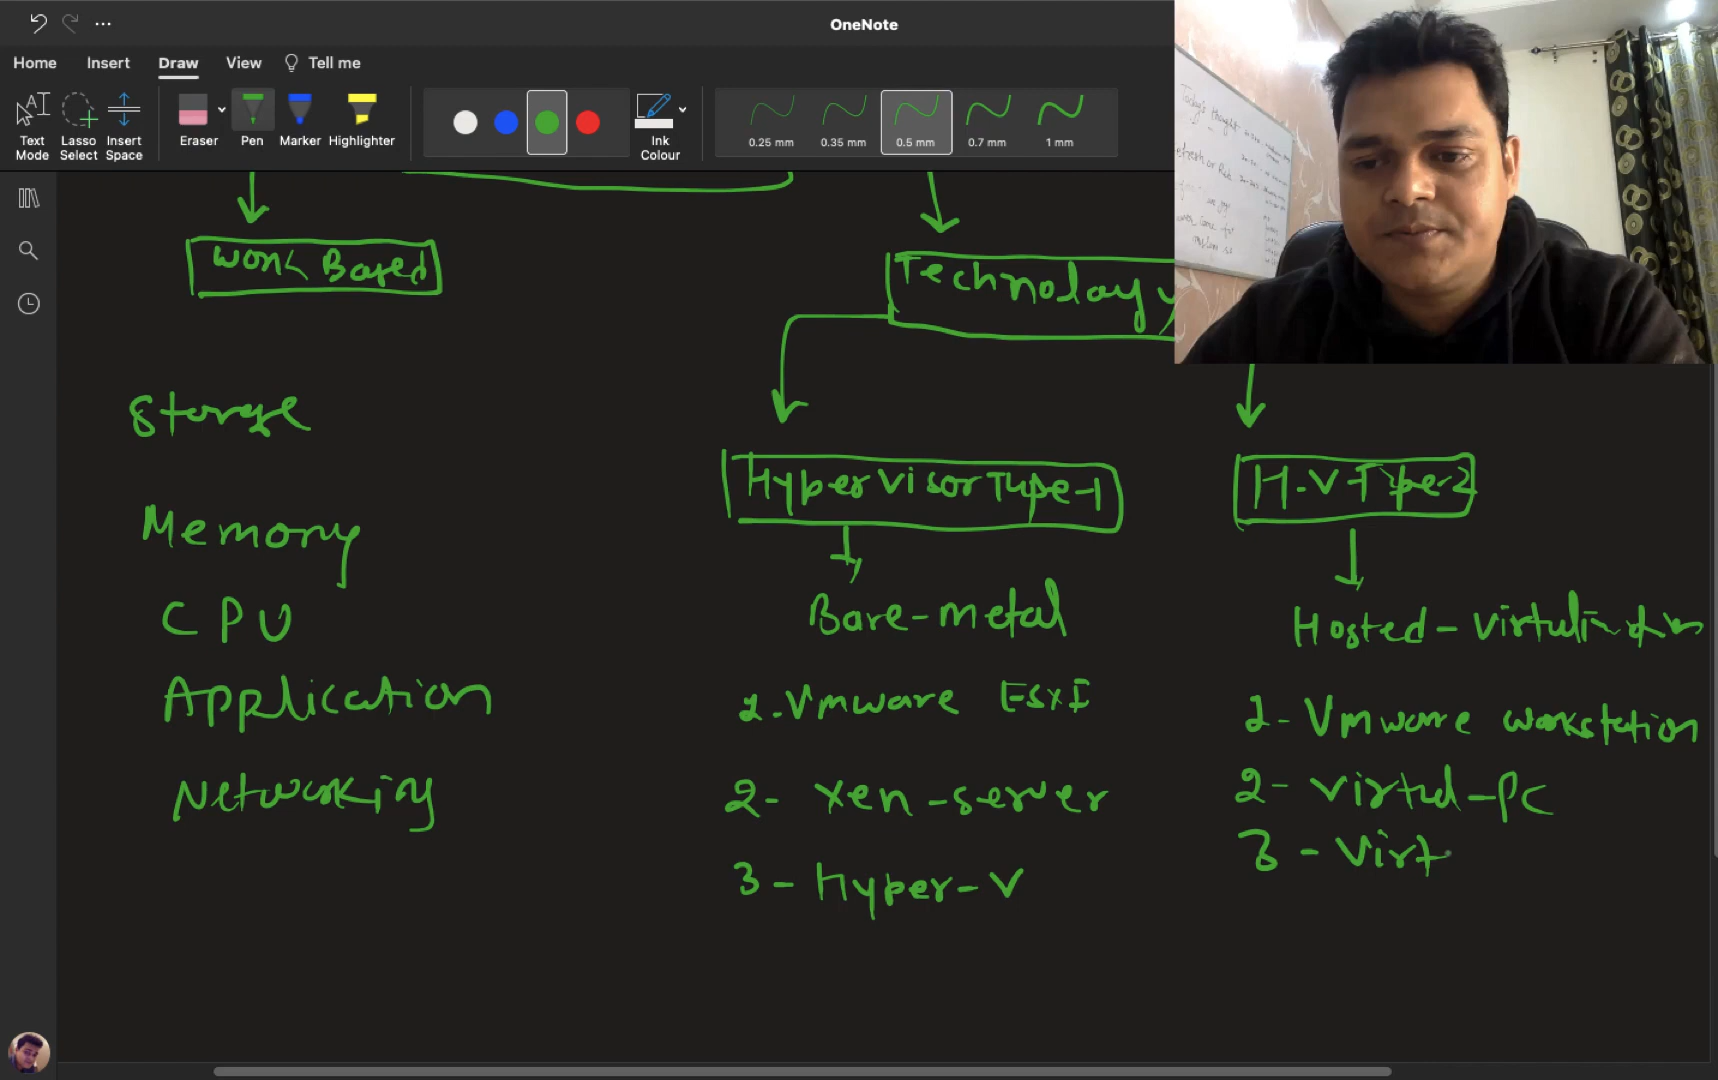 OneNote
Home Insert Draw View Tell me
Text Mode
Lasso Select
Insert Space
Eraser
Pen
Marker
Highlighter
Ink Colour
0.25 mm
0.35 mm
0.5 mm
0.7 mm
1 mm
Work Based
Technology
Storage
Memory
CPU
Application
Networking
Hypervisor Type-1
Bare-metal
1.Vmware ESXI
2- Xen-server
3- Hyper-V
H.V-Type-2
Hosted-
1- Vmware workstation
2- Virtul-PC
3 - Virt
Today's thought